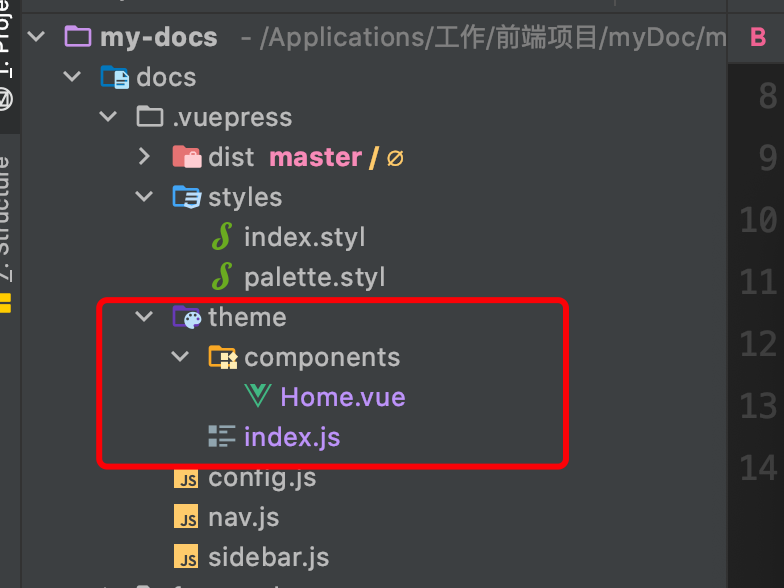 my-docs - /Applications/工作/前端项目/myDoc/m
docs
.vuepress
dist master / ∅
styles
index.styl
palette.styl
theme
components
Home.vue
index.js
config.js
nav.js
sidebar.js
7: Structure
B
8
9
10
11
12
13
14